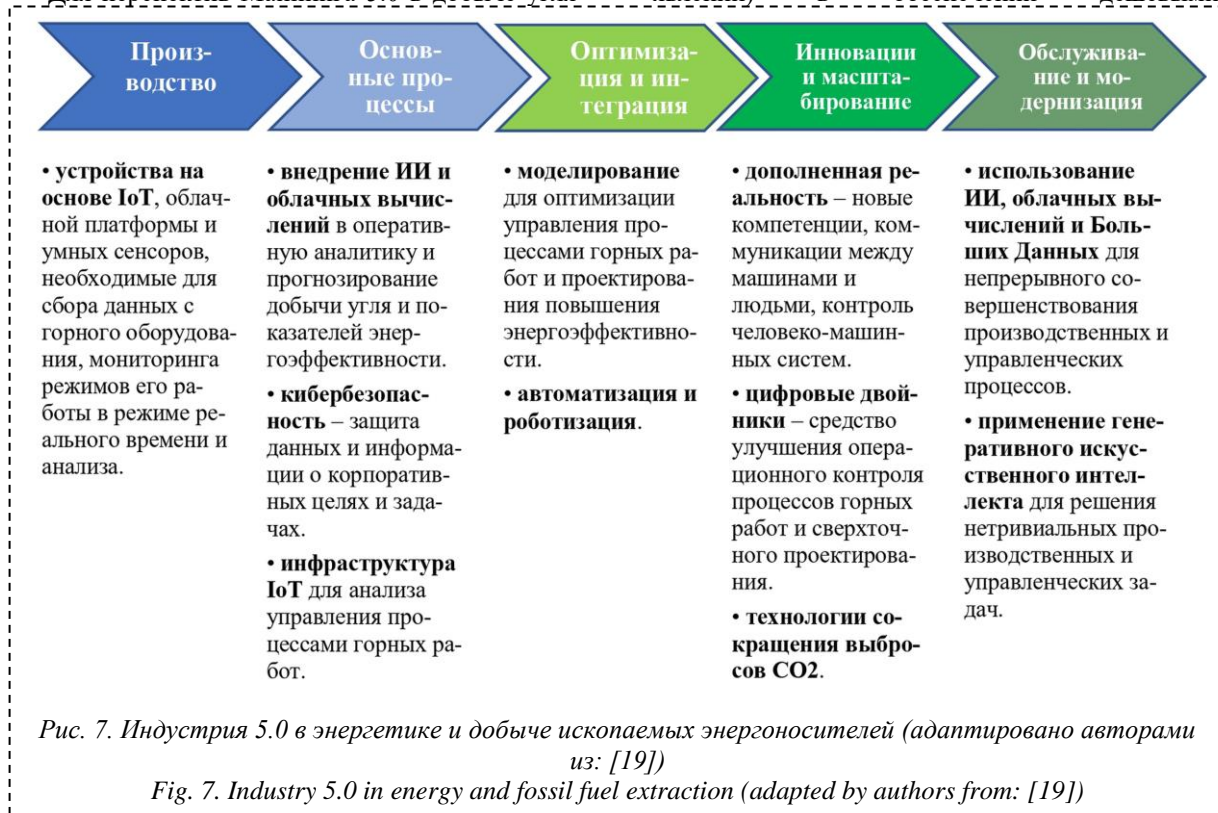 Произ-
водство
Основ-
ные про-
цессы
Оптимиза-
ция и ин-
теграция
Инновации
и масшта-
бирование
Обслужива-
ние и мо-
дернизация
• устройства на
основе IoT, облач-
ной платформы и
умных сенсоров,
необходимые для
сбора данных с
горного оборудова-
ния, мониторинга
режимов его ра-
боты в режиме ре-
ального времени и
анализа.
• внедрение ИИ и
облачных вычис-
лений в оператив-
ную аналитику и
прогнозирование
добычи угля и по-
казателей энер-
гоэффективности.
• кибербезопас-
ность – защита
данных и информа-
ции о корпоратив-
ных целях и зада-
чах.
• инфраструктура
IoT для анализа
управления про-
цессами горных ра-
бот.
• моделирование
для оптимизации
управления про-
цессами горных ра-
бот и проектирова-
ния повышения
энергоэффективно-
сти.
• автоматизация и
роботизация.
• дополненная ре-
альность – новые
компетенции, ком-
муникации между
машинами и
людьми, контроль
человеко-машин-
ных систем.
• цифровые двой-
ники – средство
улучшения опера-
ционного контроля
процессов горных
работ и сверхточ-
ного проектирова-
ния.
• технологии со-
кращения выбро-
сов СО2.
• использование
ИИ, облачных вы-
числений и Боль-
ших Данных для
непрерывного со-
вершенствования
производственных и
управленческих
процессов.
• применение гене-
ративного искус-
ственного интел-
лекта для решения
нетривиальных про-
изводственных и
управленческих за-
дач.
Рис. 7. Индустрия 5.0 в энергетике и добыче ископаемых энергоносителей (адаптировано авторами
из: [19])
Fig. 7. Industry 5.0 in energy and fossil fuel extraction (adapted by authors from: [19])